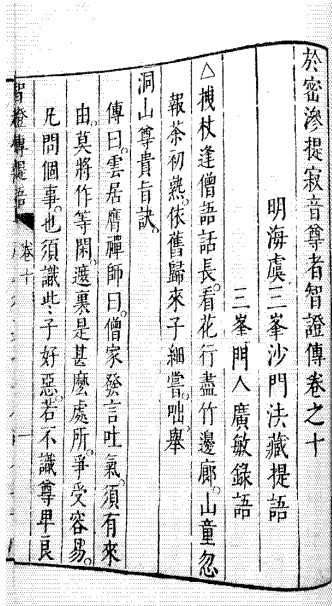 於密滲提寂音尊者智證傳卷之十
明海虞三峯沙門法藏提語
三峯門人廣敏錄語
△拽杖逢僧語話長。看花行盡竹邊廊。山童忽
報茶初熟。依舊歸來子細嘗。咄。舉
洞山尊貴旨訣。
傳曰。雲居膺禪師曰。僧家發言吐氣。須有來
由。莫將作等閑。遮裏是甚麼處所。爭受容易。
凡問個事。也須識些子好惡。若不識尊卑良
智證傳提語 卷十 一